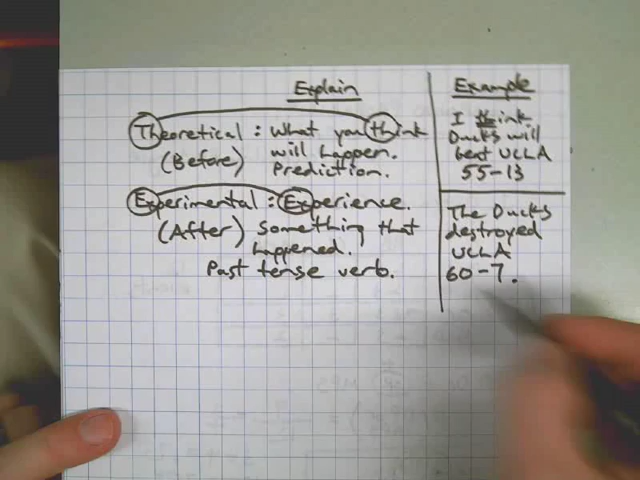 Explain
Theoretical : What you think
(Before) will happen.
Prediction.
Experimental : Experience.
(After) Something that
happened.
Past tense verb.
Example
I think
Ducks will
beat UCLA
55-13
The Ducks
destroyed
UCLA
60-7.